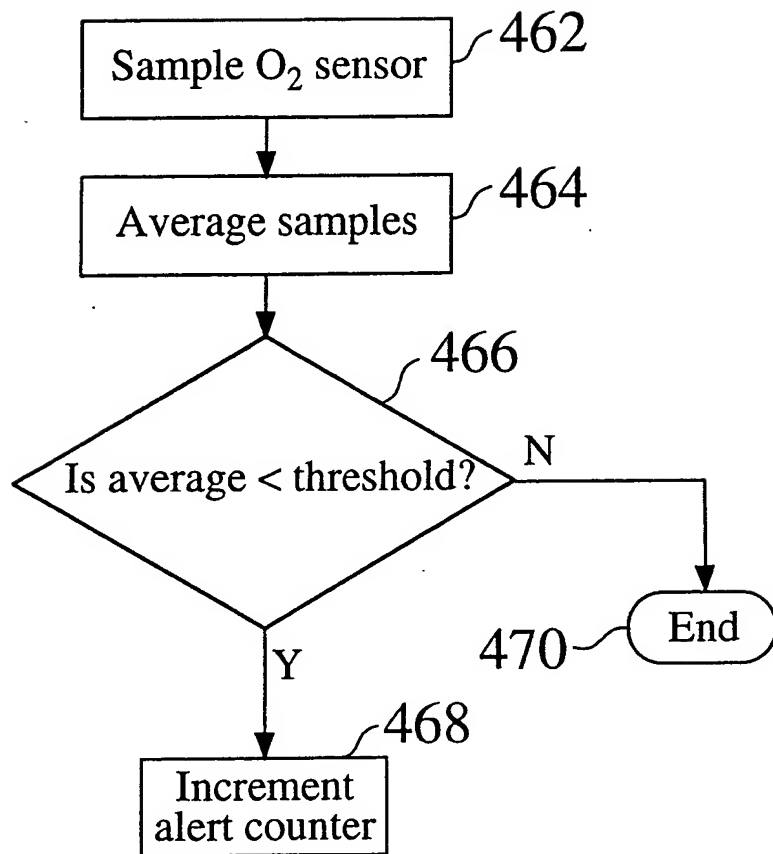 Sample O₂ sensor
462
Average samples
464
466
Is average < threshold?
N
End
470
Y
468
Increment
alert counter